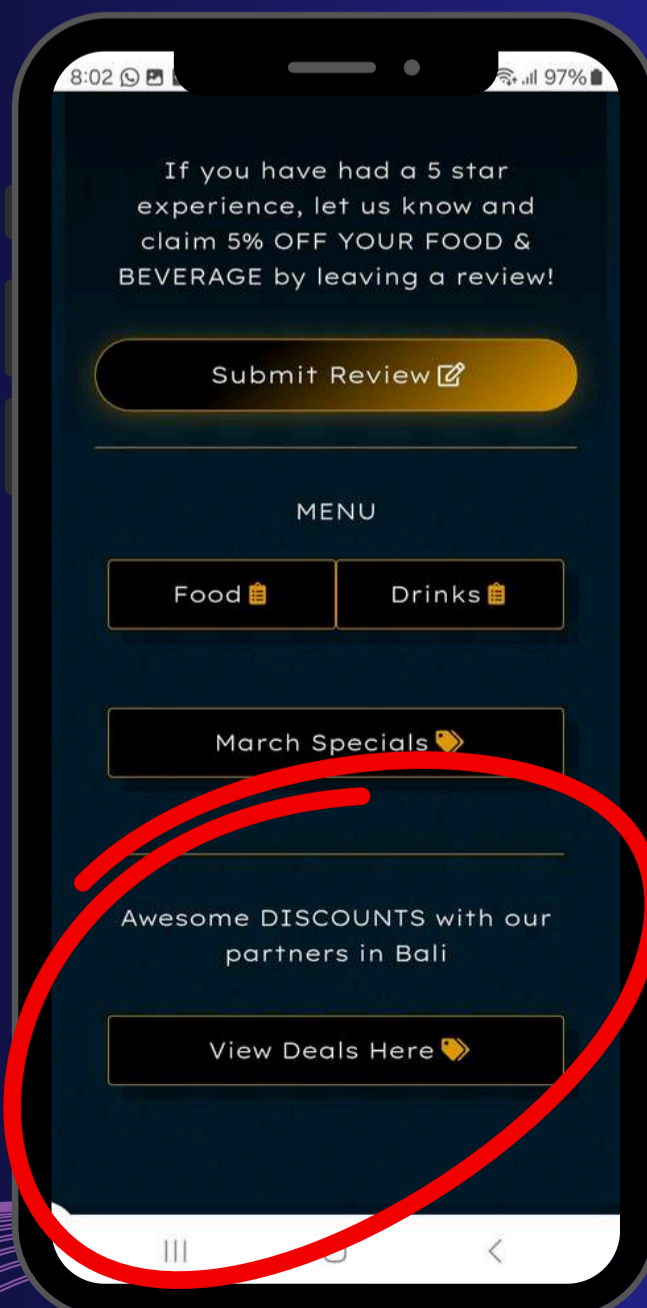 8:02 97%
If you have had a 5 star
experience, let us know and
claim 5% OFF YOUR FOOD &
BEVERAGE by leaving a review!
Submit Review
MENU
Food Drinks
March Specials
Awesome DISCOUNTS with our
partners in Bali
View Deals Here